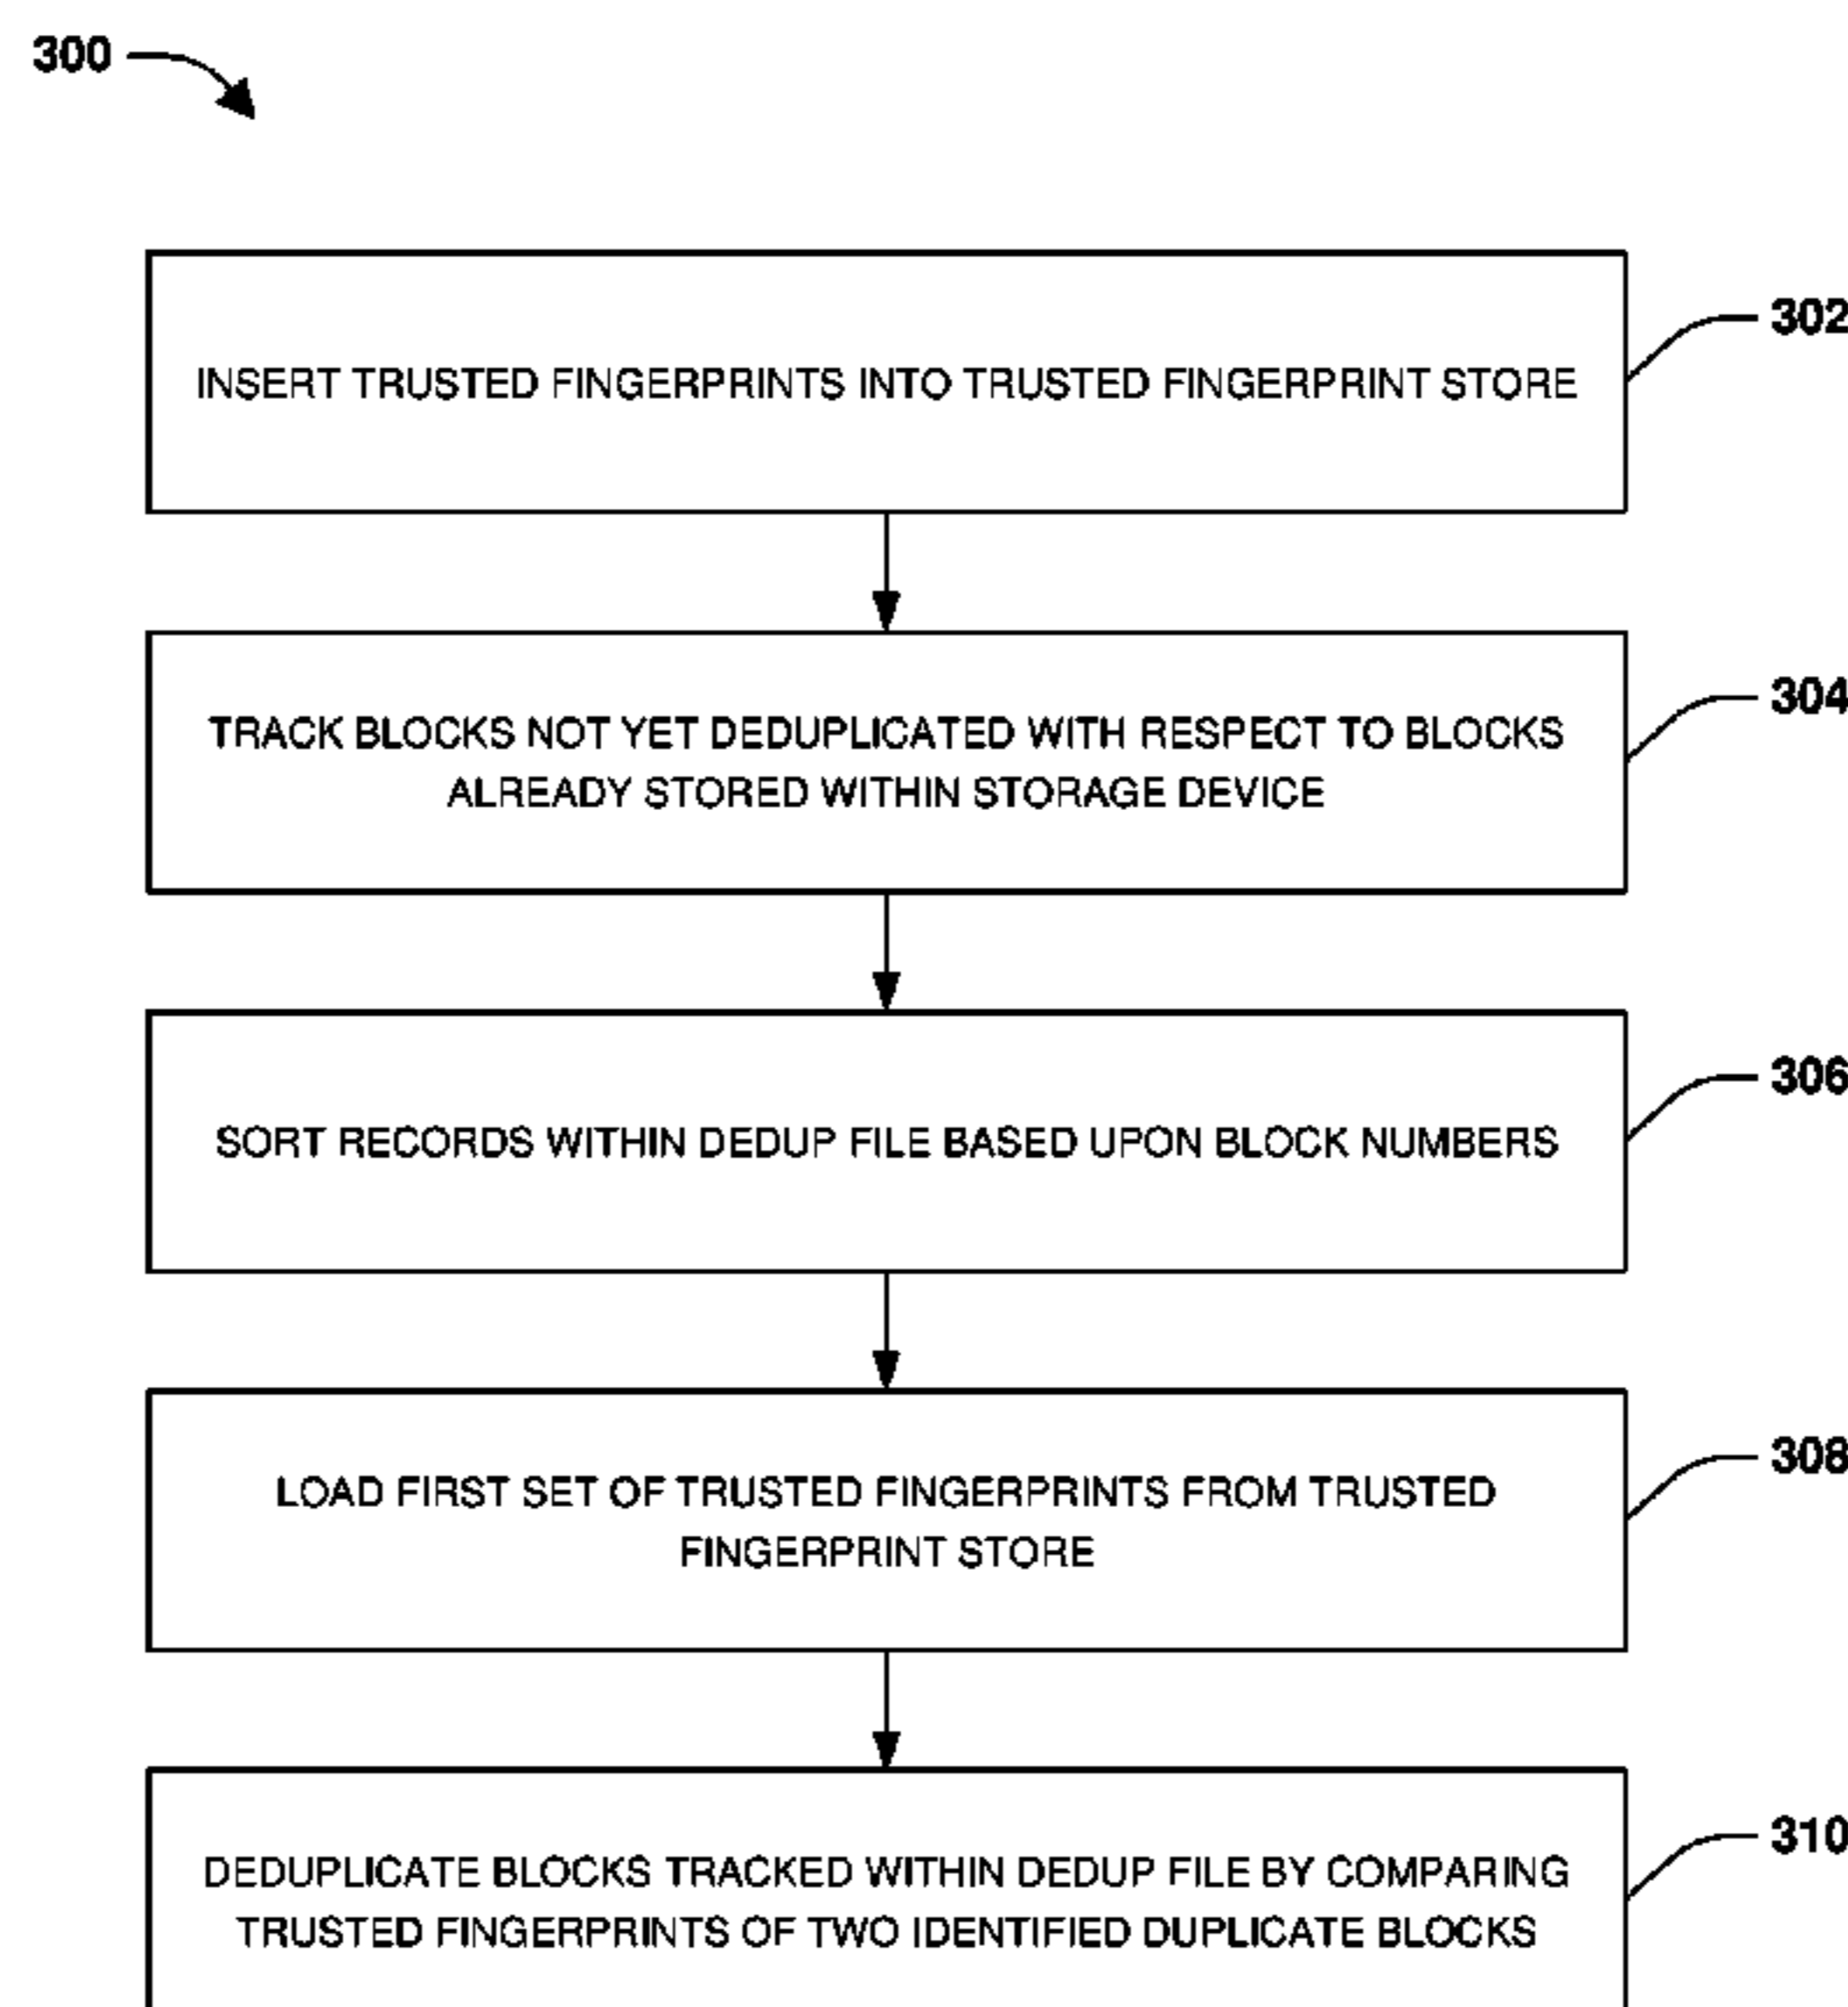 300
INSERT TRUSTED FINGERPRINTS INTO TRUSTED FINGERPRINT STORE
302
TRACK BLOCKS NOT YET DEDUPLICATED WITH RESPECT TO BLOCKS
ALREADY STORED WITHIN STORAGE DEVICE
304
SORT RECORDS WITHIN DEDUP FILE BASED UPON BLOCK NUMBERS
306
LOAD FIRST SET OF TRUSTED FINGERPRINTS FROM TRUSTED
FINGERPRINT STORE
308
DEDUPLICATE BLOCKS TRACKED WITHIN DEDUP FILE BY COMPARING
TRUSTED FINGERPRINTS OF TWO IDENTIFIED DUPLICATE BLOCKS
310